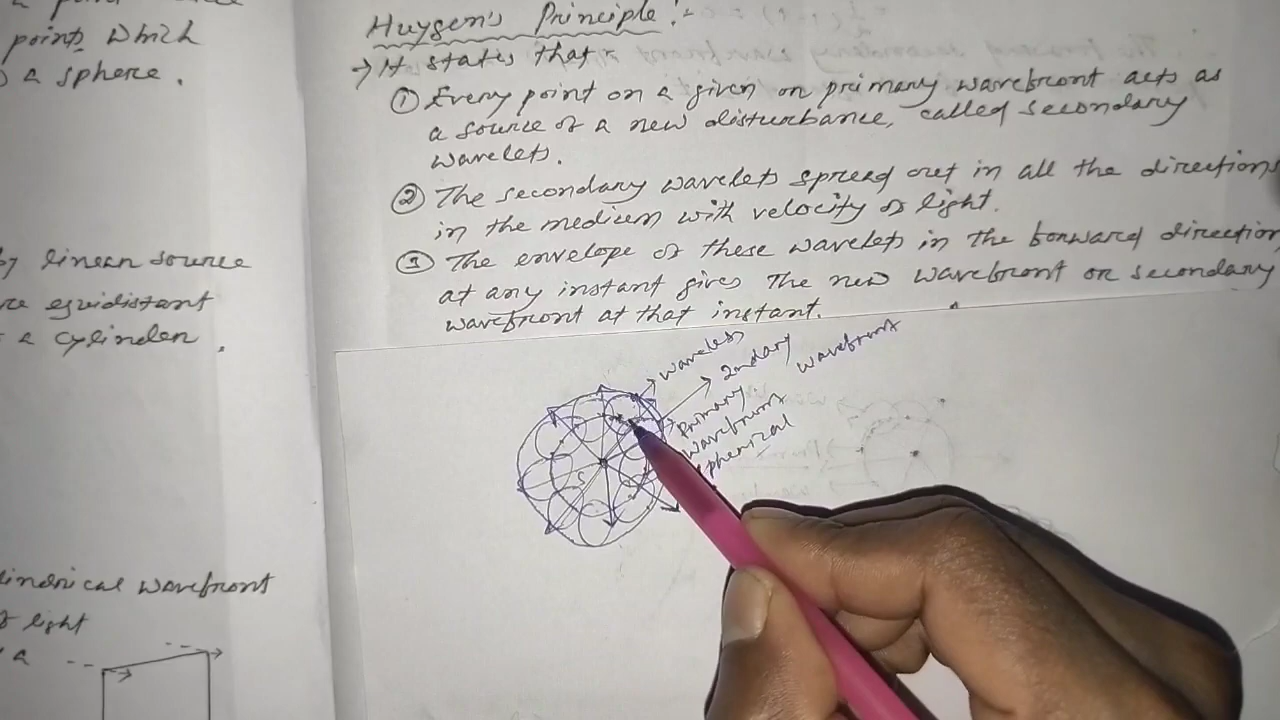 point which
a sphere.
linear source
equidistant
a cylinder.
wavefront
of light
a
Huygen's Principle :-
→ It states that
① Every point on a given or primary wavefront acts as
a source of a new disturbance, called secondary
wavelets.
② The secondary wavelets spread out in all the directions
in the medium with velocity of light.
③ The envelope of these wavelets in the forward direction
at any instant gives The new wavefront or secondary
wavefront at that instant.
wavelets
2ndary wavefront
Primary
wavefront
S